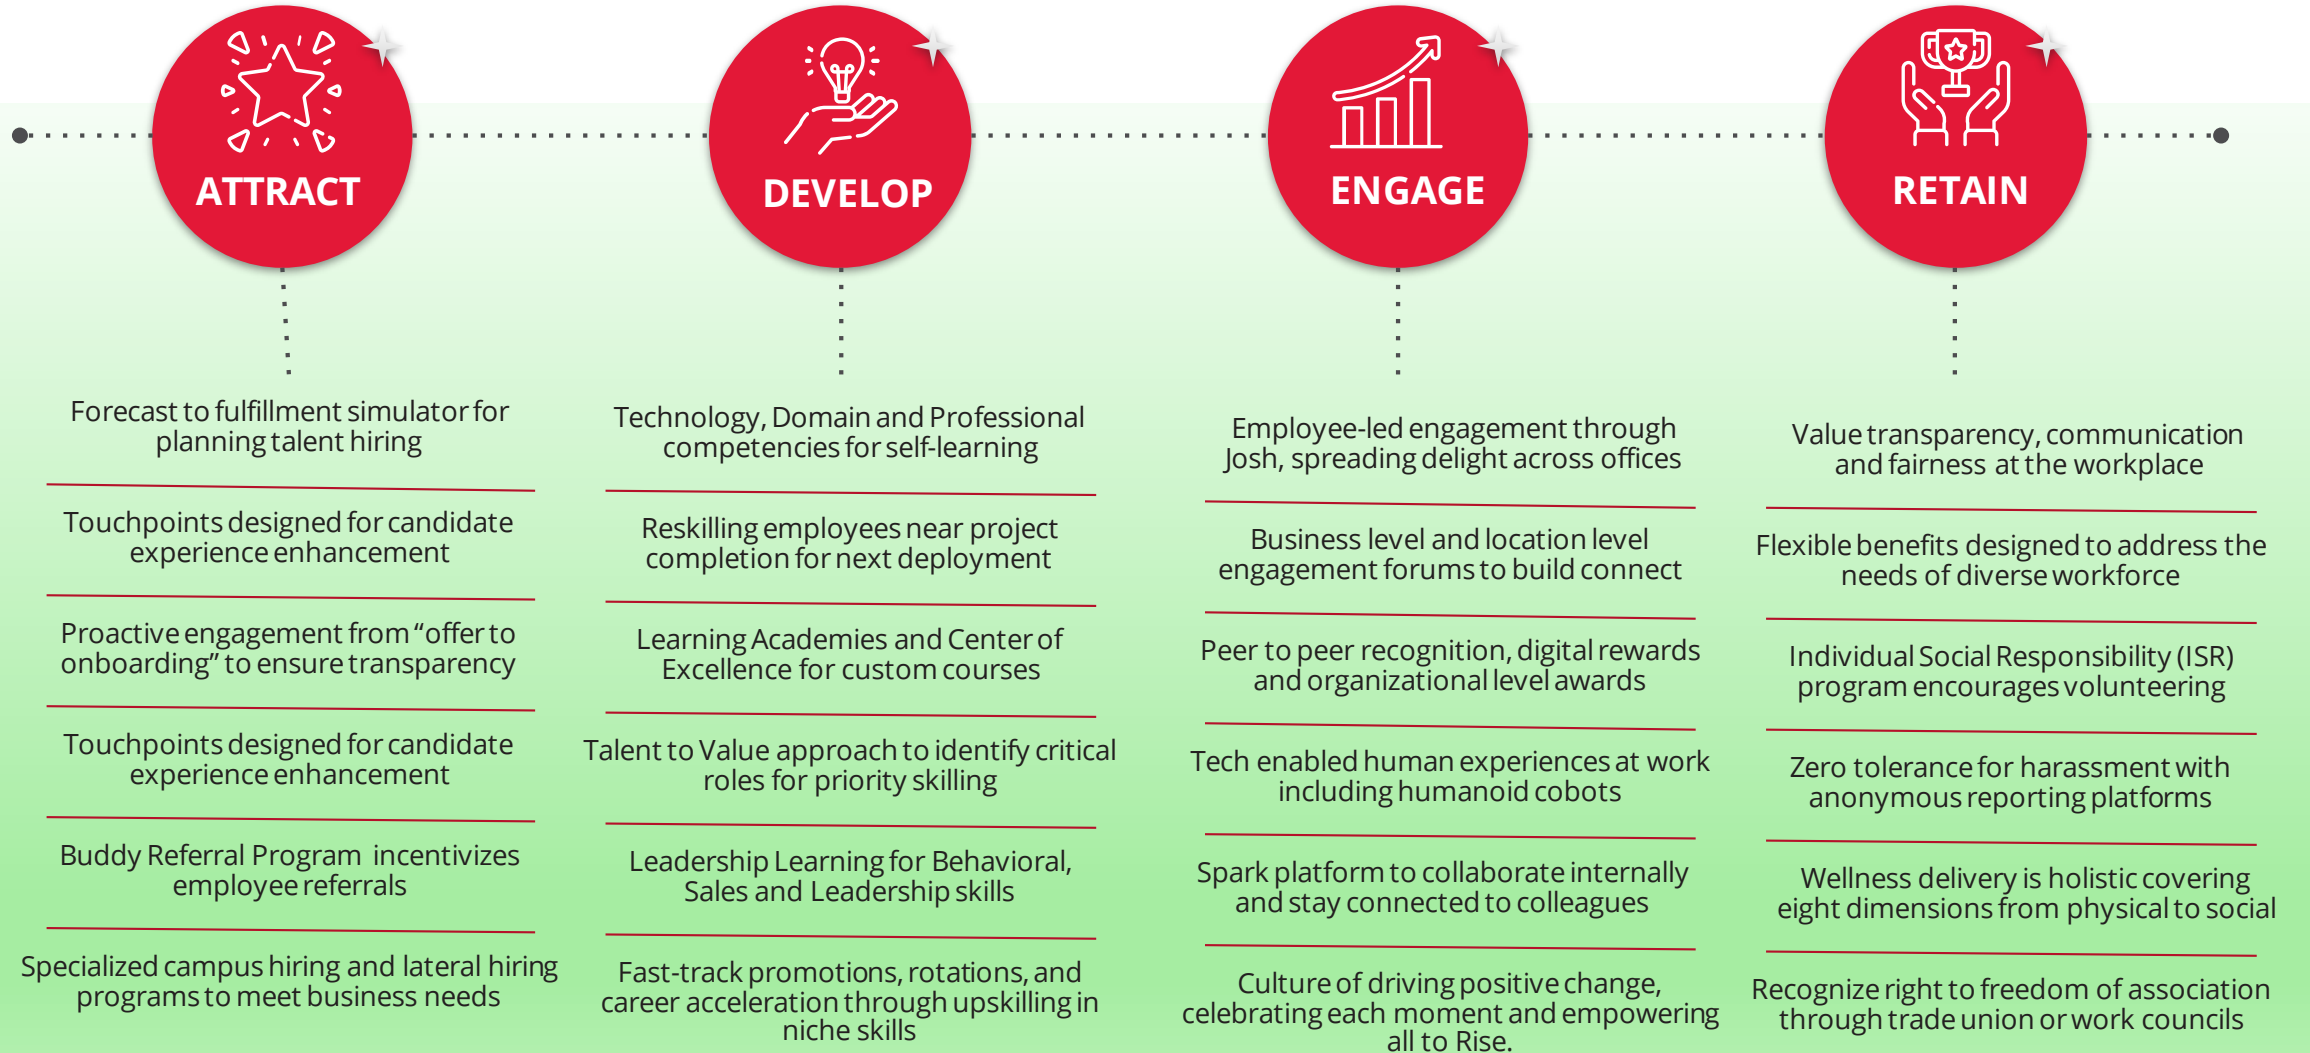 ATTRACT
Forecast to fulfillment simulator for
planning talent hiring
Touchpoints designed for candidate
experience enhancement
Proactive engagement from “offer to
onboarding” to ensure transparency
Touchpoints designed for candidate
experience enhancement
Buddy Referral Program incentivizes
employee referrals
Specialized campus hiring and lateral hiring
programs to meet business needs
DEVELOP
Technology, Domain and Professional
competencies for self-learning
Reskilling employees near project
completion for next deployment
Learning Academies and Center of
Excellence for custom courses
Talent to Value approach to identify critical
roles for priority skilling
Leadership Learning for Behavioral,
Sales and Leadership skills
Fast-track promotions, rotations, and
career acceleration through upskilling in
niche skills
ENGAGE
Employee-led engagement through
Josh, spreading delight across offices
Business level and location level
engagement forums to build connect
Peer to peer recognition, digital rewards
and organizational level awards
Tech enabled human experiences at work
including humanoid cobots
Spark platform to collaborate internally
and stay connected to colleagues
Culture of driving positive change,
celebrating each moment and empowering
all to Rise.
RETAIN
Value transparency, communication
and fairness at the workplace
Flexible benefits designed to address the
needs of diverse workforce
Individual Social Responsibility (ISR)
program encourages volunteering
Zero tolerance for harassment with
anonymous reporting platforms
Wellness delivery is holistic covering
eight dimensions from physical to social
Recognize right to freedom of association
through trade union or work councils